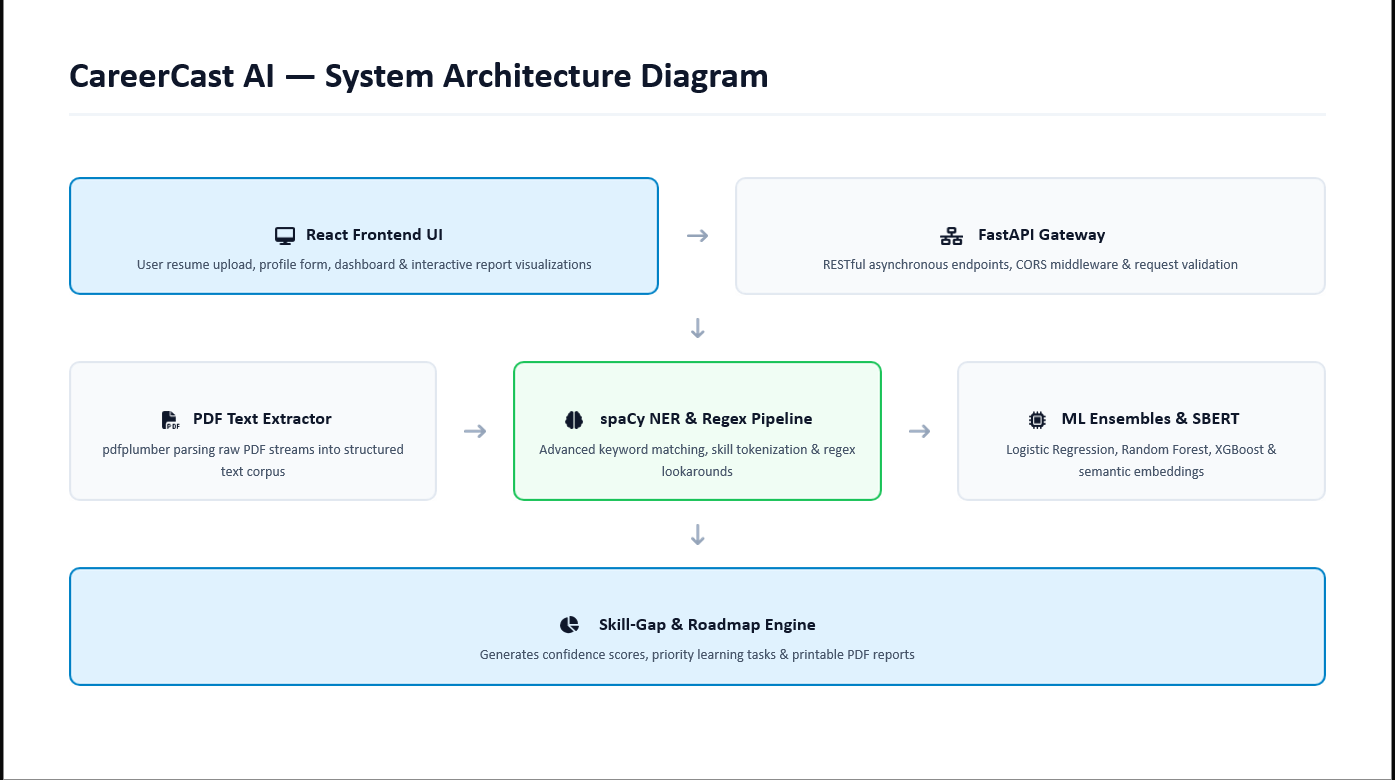 CareerCast AI — System Architecture Diagram
React Frontend UI
User resume upload, profile form, dashboard & interactive report visualizations
FastAPI Gateway
RESTful asynchronous endpoints, CORS middleware & request validation
PDF
PDF Text Extractor
pdfplumber parsing raw PDF streams into structured
text corpus
spaCy NER & Regex Pipeline
Advanced keyword matching, skill tokenization & regex
lookarounds
ML Ensembles & SBERT
Logistic Regression, Random Forest, XGBoost &
semantic embeddings
Skill-Gap & Roadmap Engine
Generates confidence scores, priority learning tasks & printable PDF reports